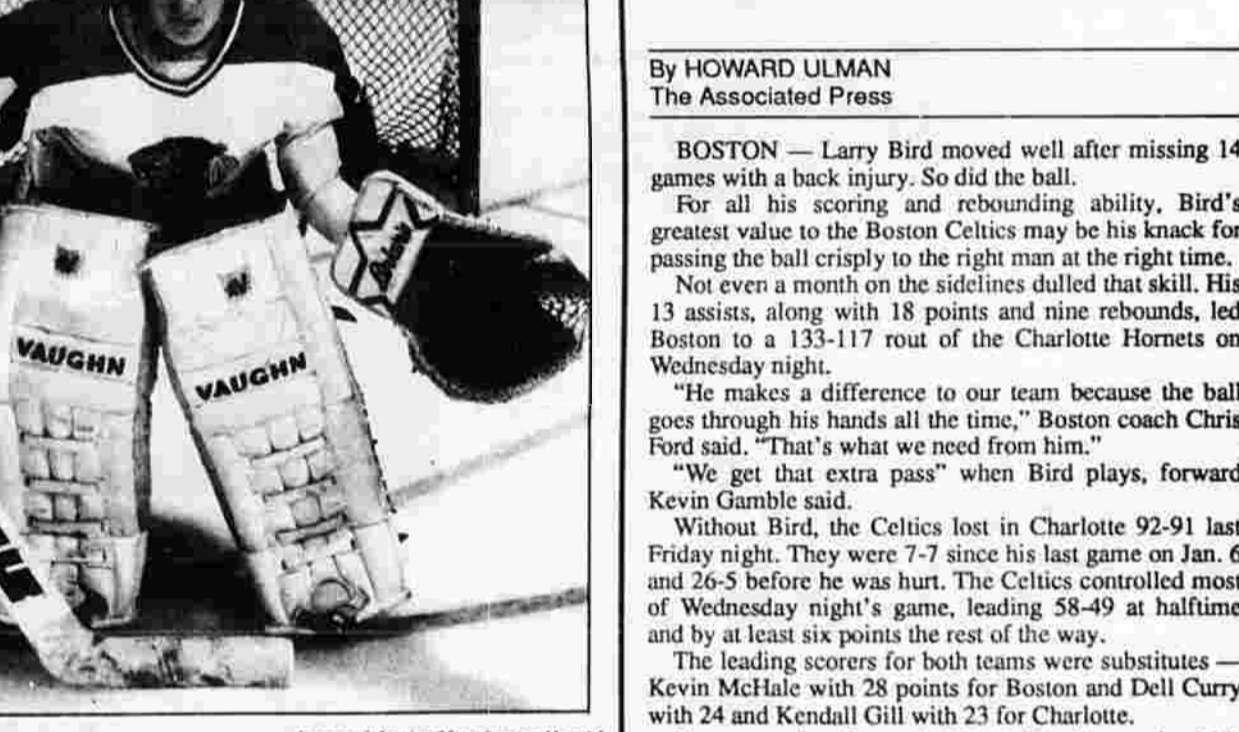 VAUGHN
VAUGHN
By HOWARD ULMAN
The Associated Press
BOSTON — Larry Bird moved well after missing 14
games with a back injury. So did the ball.
For all his scoring and rebounding ability, Bird's
greatest value to the Boston Celtics may be his knack for
passing the ball crisply to the right man at the right time.
Not even a month on the sidelines dulled that skill. His
13 assists, along with 18 points and nine rebounds, led
Boston to a 133-117 rout of the Charlotte Hornets on
Wednesday night.
"He makes a difference to our team because the ball
goes through his hands all the time," Boston coach Chris
Ford said. "That's what we need from him."
"We get that extra pass" when Bird plays, forward
Kevin Gamble said.
Without Bird, the Celtics lost in Charlotte 92-91 last
Friday night. They were 7-7 since his last game on Jan. 6
and 26-5 before he was hurt. The Celtics controlled most
of Wednesday night's game, leading 58-49 at halftime
and by at least six points the rest of the way.
The leading scorers for both teams were substitutes —
Kevin McHale with 28 points for Boston and Dell Curry
with 24 and Kendall Gill with 23 for Charlotte.